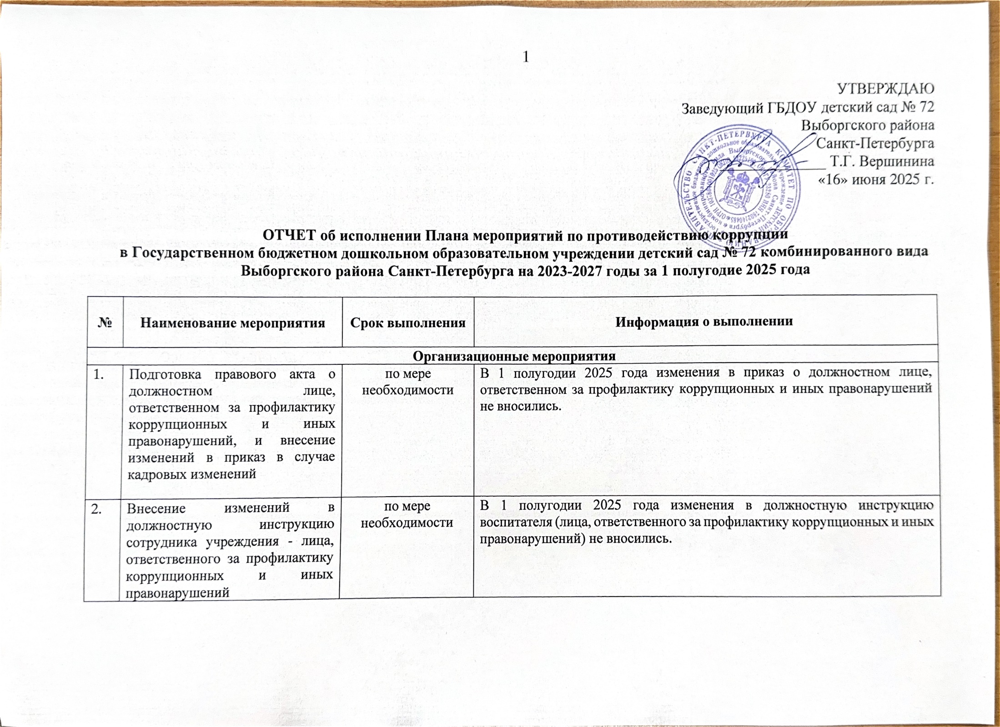 1
УТВЕРЖДАЮ
Заведующий ГБДОУ детский сад № 72
Выборгского района
Санкт-Петербурга
Т.Г. Вершинина
«16» июня 2025 г.
ПРАВИТЕЛЬСТВО САНКТ-ПЕТЕРБУРГА КОМИТЕТ ПО ОБРАЗОВАНИЮ
ОТЧЕТ об исполнении Плана мероприятий по противодействию коррупции
в Государственном бюджетном дошкольном образовательном учреждении детский сад № 72 комбинированного вида
Выборгского района Санкт-Петербурга на 2023-2027 годы за 1 полугодие 2025 года
№ Наименование мероприятия Срок выполнения Информация о выполнении
Организационные мероприятия
1.
Подготовка правового акта о
должностном лице,
ответственном за профилактику
коррупционных и иных
правонарушений, и внесение
изменений в приказ в случае
кадровых изменений
по мере
необходимости
В 1 полугодии 2025 года изменения в приказ о должностном лице,
ответственном за профилактику коррупционных и иных правонарушений
не вносились.
2.
Внесение изменений в
должностную инструкцию
сотрудника учреждения - лица,
ответственного за профилактику
коррупционных и иных
правонарушений
по мере
необходимости
В 1 полугодии 2025 года изменения в должностную инструкцию
воспитателя (лица, ответственного за профилактику коррупционных и иных
правонарушений) не вносились.